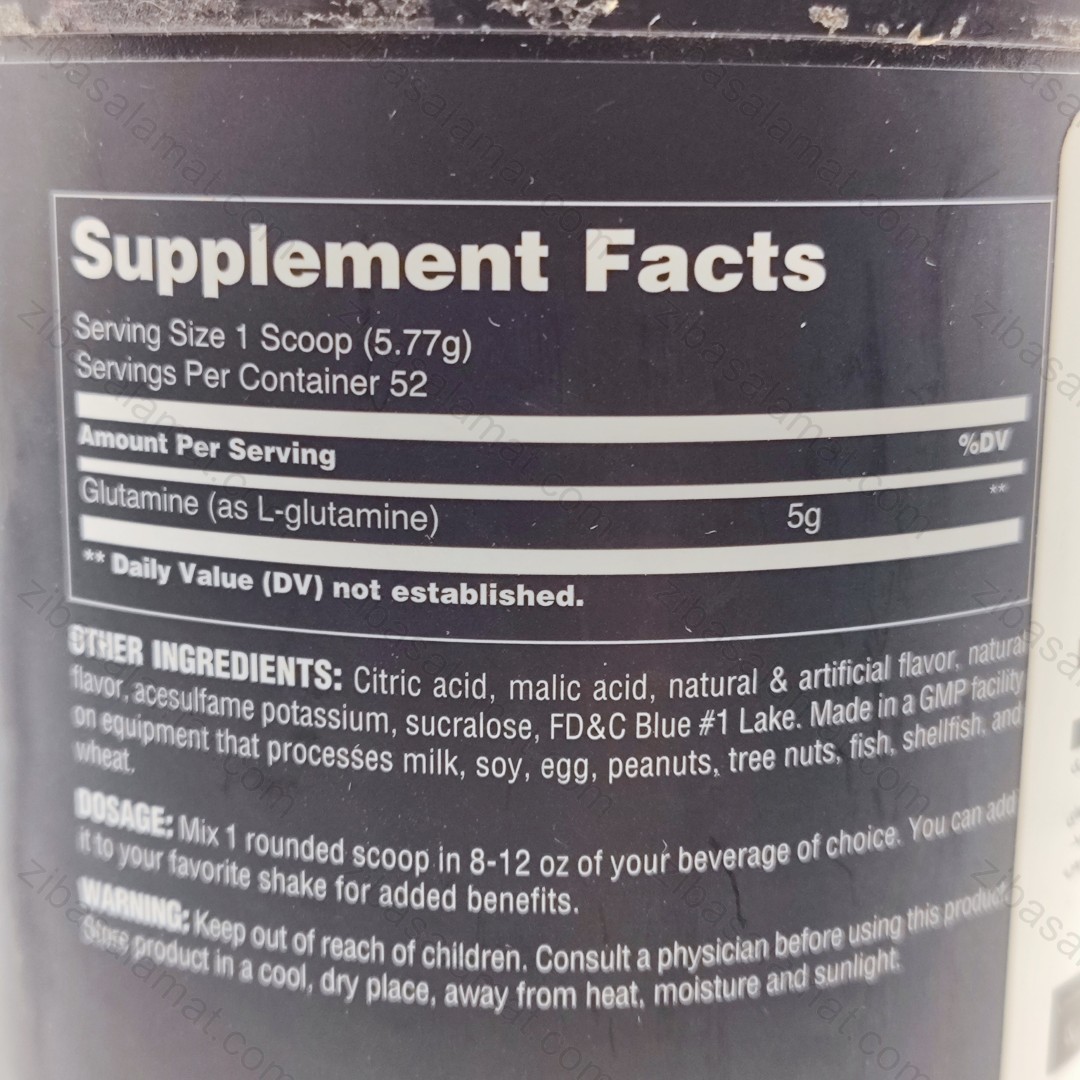 Supplement Facts
Serving Size 1 Scoop (5.77g)
Servings Per Container 52
Amount Per Serving %DV
Glutamine (as L-glutamine) 5g **
** Daily Value (DV) not established.
OTHER INGREDIENTS: Citric acid, malic acid, natural & artificial flavor, natural
flavor, acesulfame potassium, sucralose, FD&C Blue #1 Lake. Made in a GMP facility
on equipment that processes milk, soy, egg, peanuts, tree nuts, fish, shellfish, and
wheat.
DOSAGE: Mix 1 rounded scoop in 8-12 oz of your beverage of choice. You can add
it to your favorite shake for added benefits.
WARNING: Keep out of reach of children. Consult a physician before using this product.
Store product in a cool, dry place, away from heat, moisture and sunlight.
zibasalamat.com